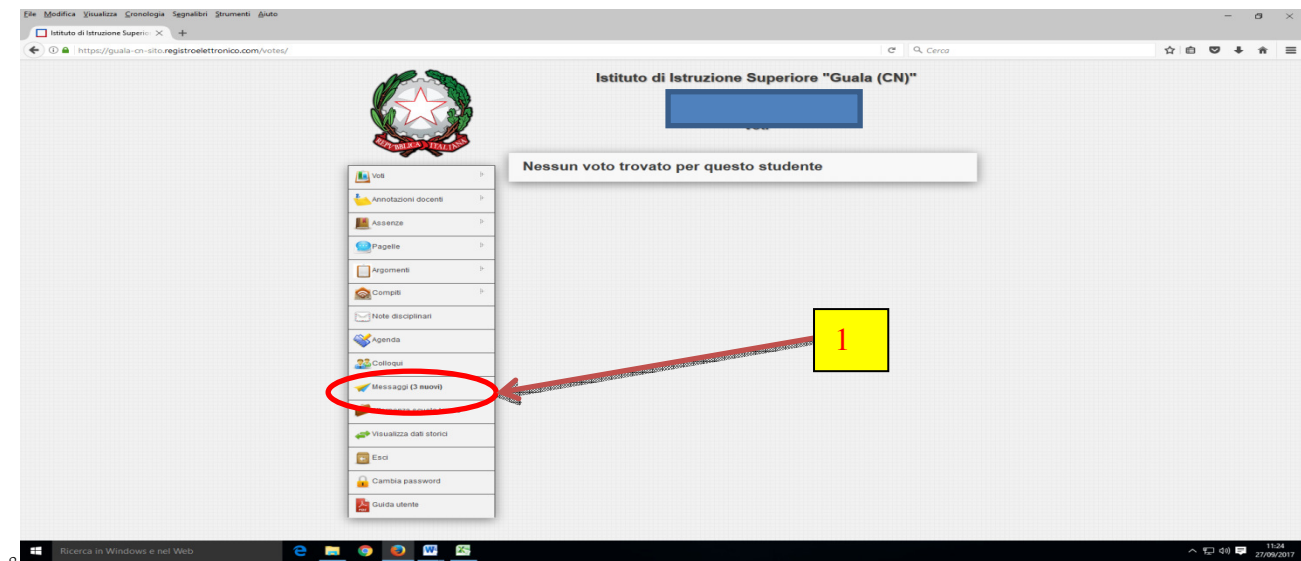 File Modifica Visualizza Cronologia Segnalibri Strumenti Aiuto
Istituto di Istruzione Superior
https://guala-cn-sito.registroelettronico.com/votes/
Cerca
Istituto di Istruzione Superiore "Guala (CN)"
REPVBBLICA ITALIANA
Nessun voto trovato per questo studente
Voti
Annotazioni docenti
Assenze
Pagelle
Argomenti
Compiti
Note disciplinari
Agenda
Colloqui
Messaggi (3 nuovi)
Visualizza dati storici
Esci
Cambia password
Guida utente
1
Ricerca in Windows e nel Web
11:24
27/09/2017